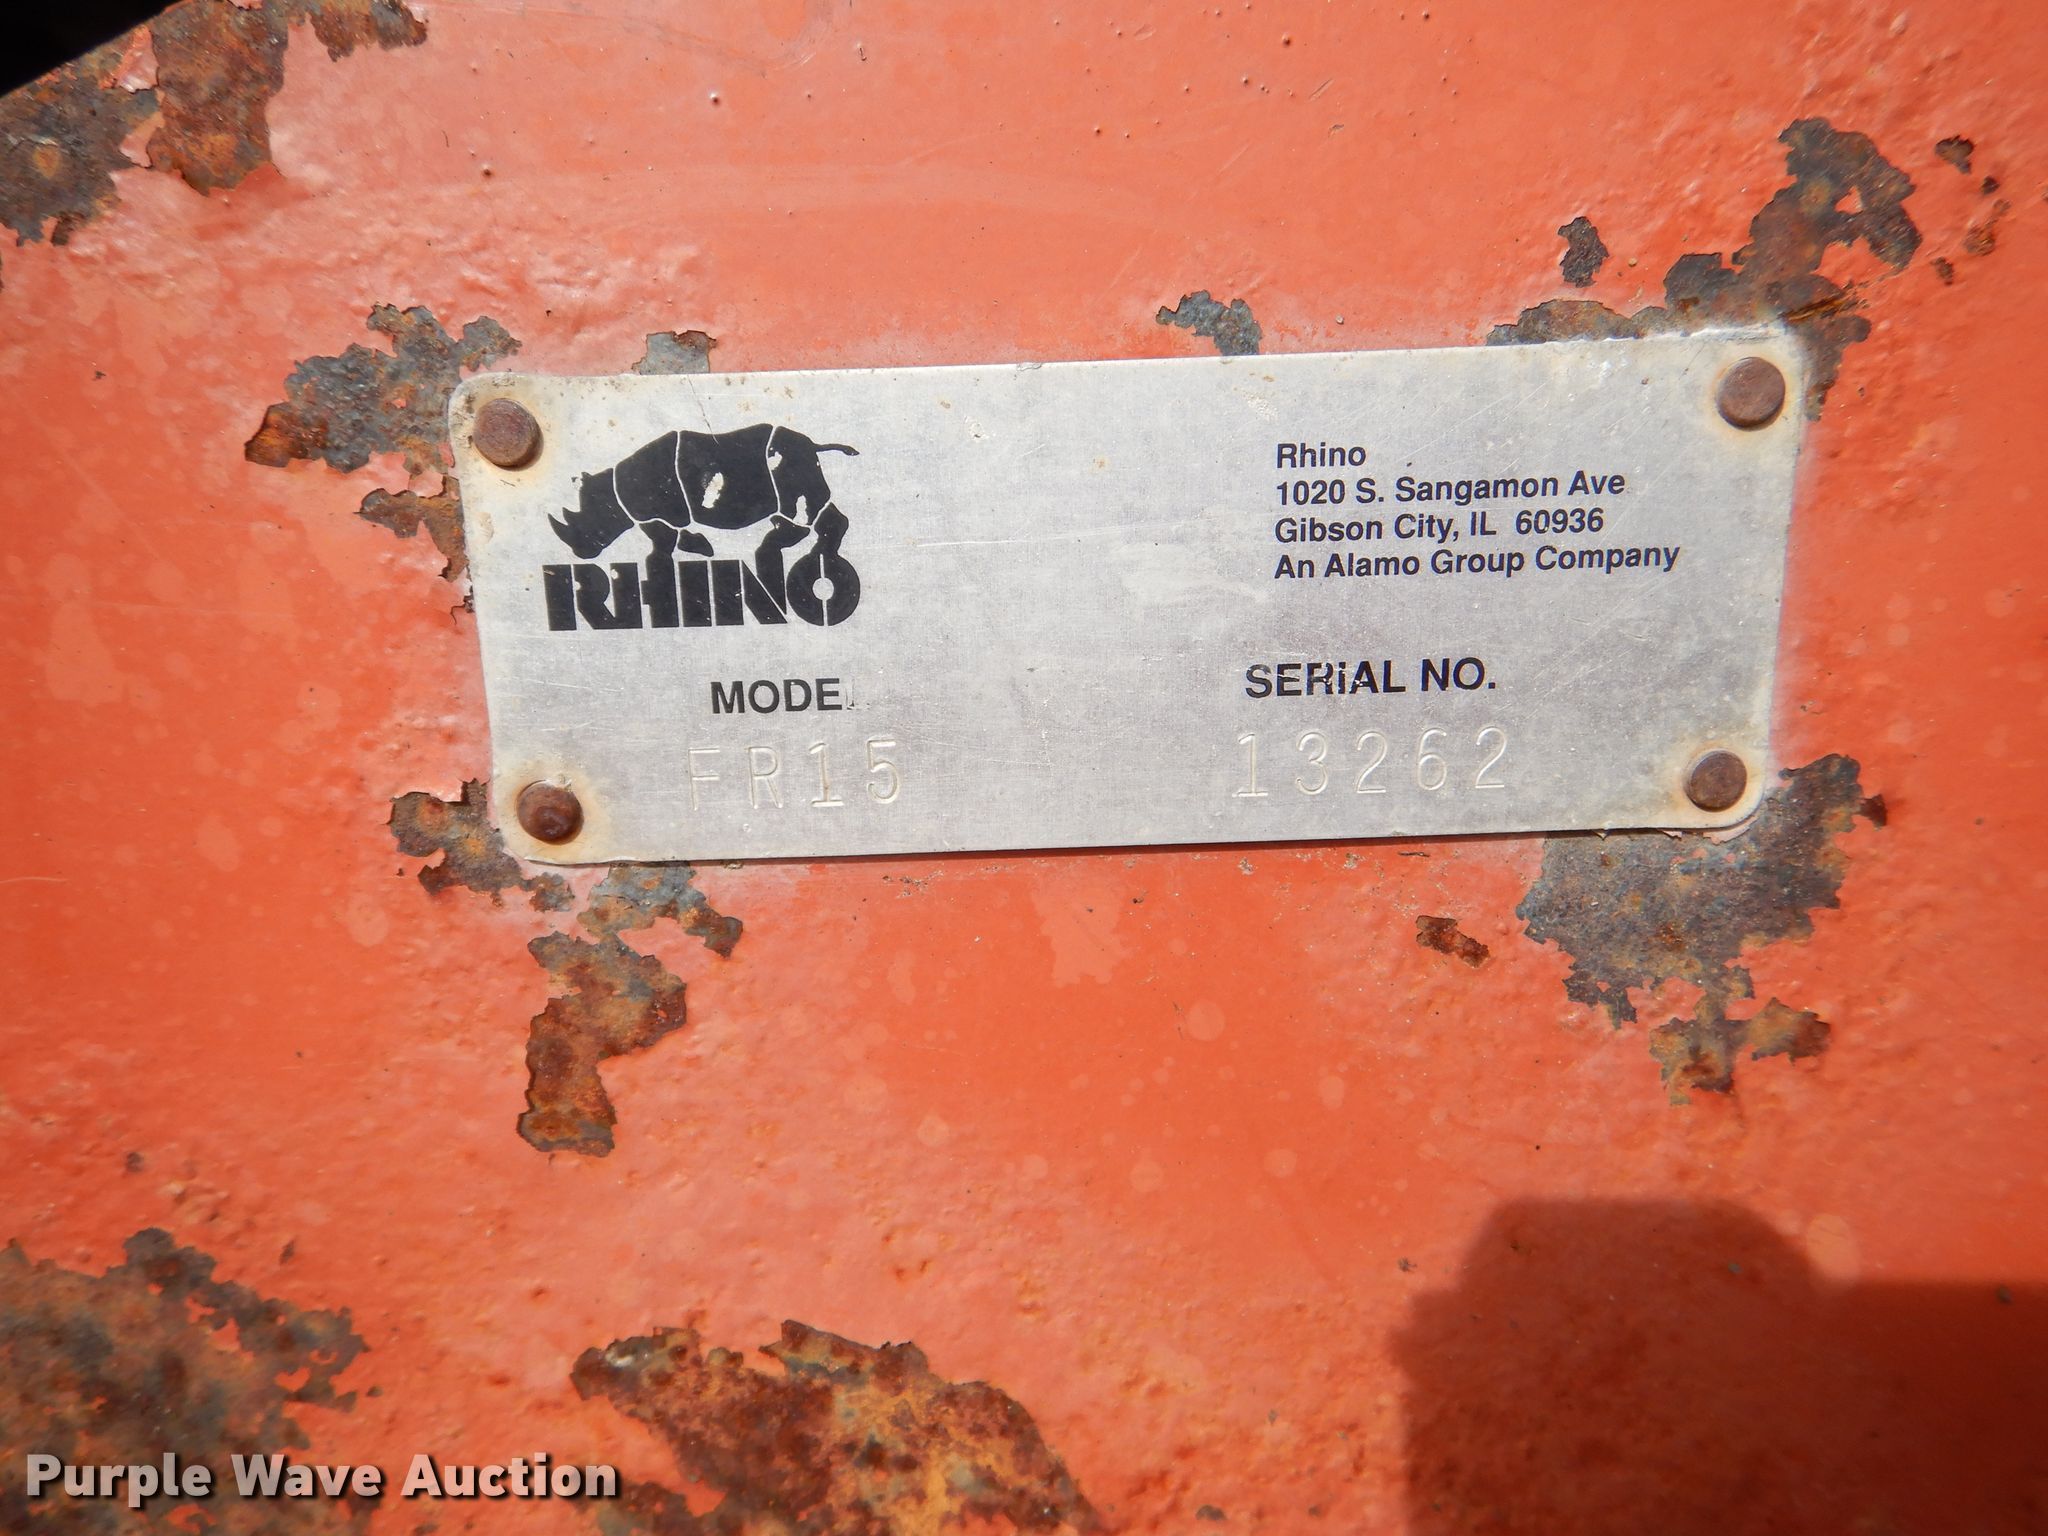 RHINO
Rhino
1020 S. Sangamon Ave
Gibson City, IL 60936
An Alamo Group Company
MODEL
SERIAL NO.
FR15
13262
Purple Wave Auction